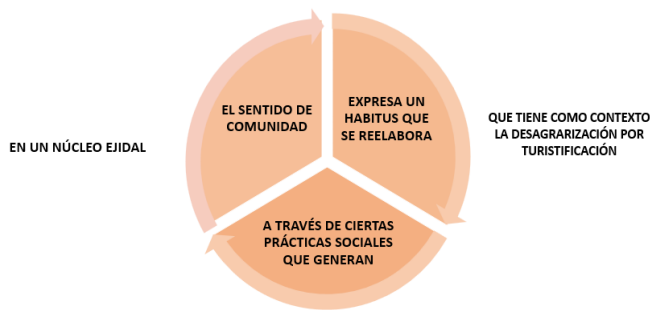 EN UN NÚCLEO EJIDAL
EL SENTIDO DE
COMUNIDAD
EXPRESA UN
HABITUS QUE
SE REELABORA
QUE TIENE COMO CONTEXTO
LA DESAGRARIZACIÓN POR
TURISTIFICACIÓN
A TRAVÉS DE CIERTAS
PRÁCTICAS SOCIALES
QUE GENERAN